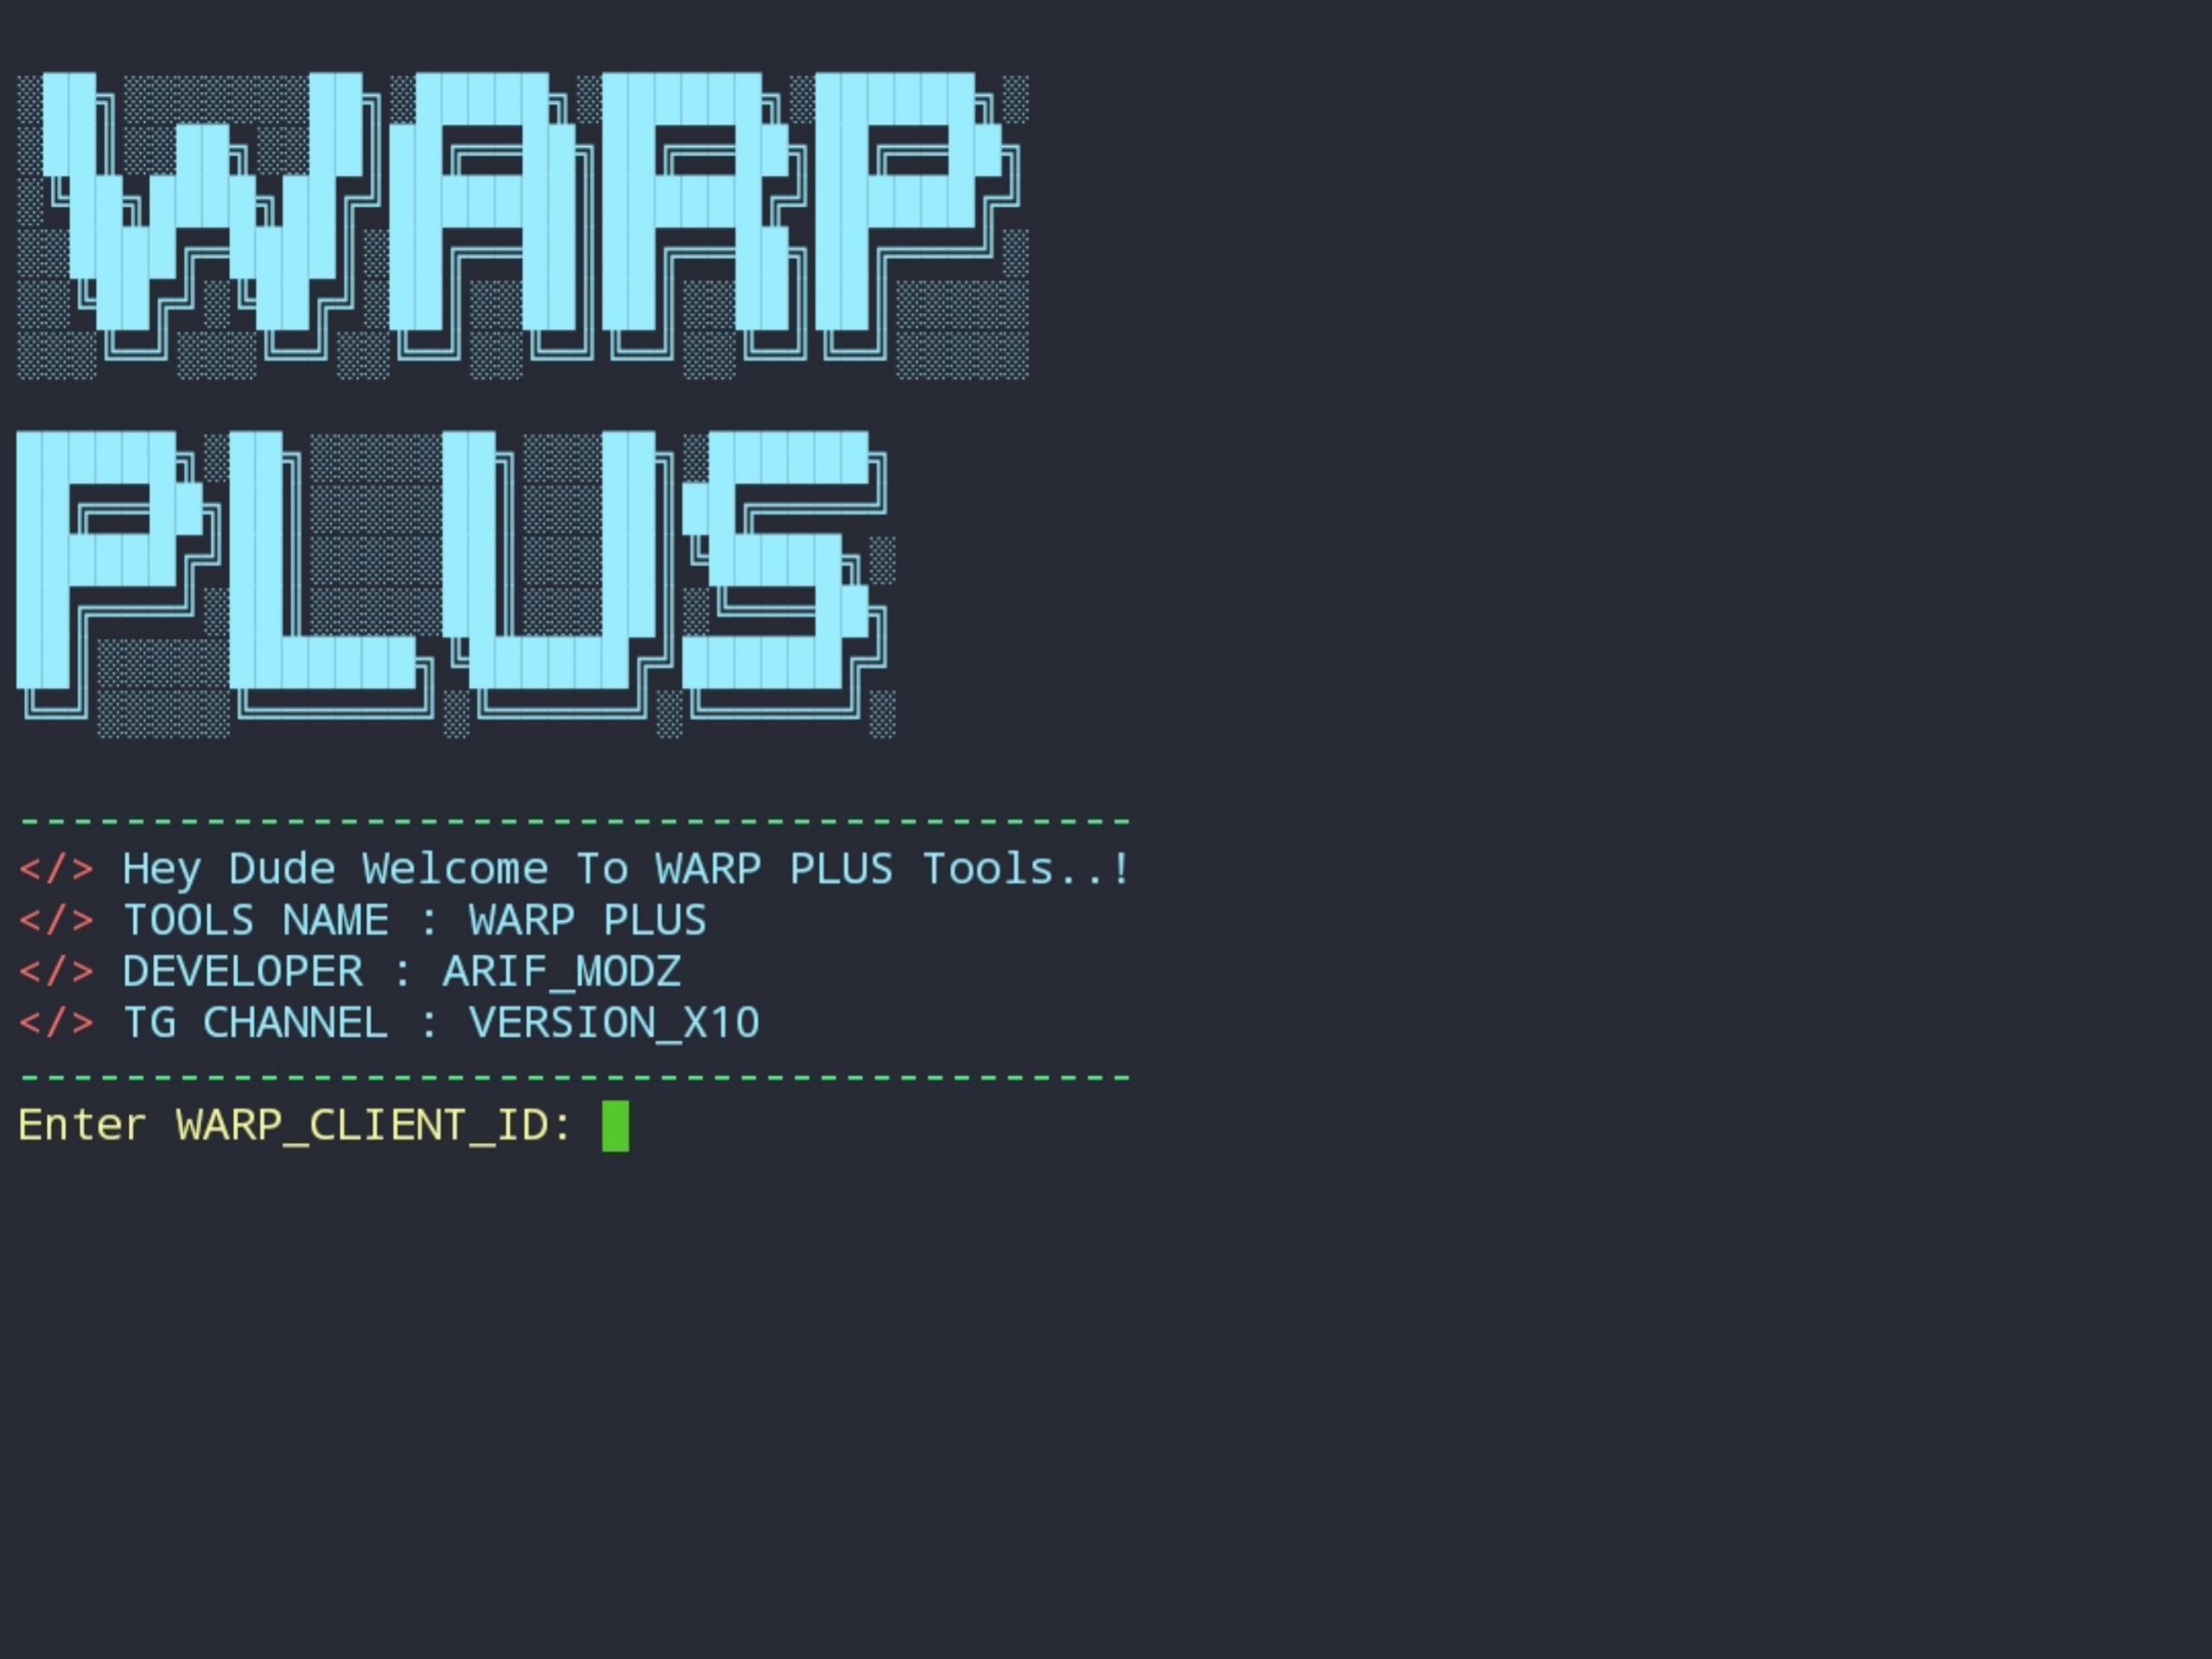 WARP
PLUS
------------------------------------------
</> Hey Dude Welcome To WARP PLUS Tools..!
</> TOOLS NAME : WARP PLUS
</> DEVELOPER : ARIF_MODZ
</> TG CHANNEL : VERSION_X10
------------------------------------------
Enter WARP_CLIENT_ID: